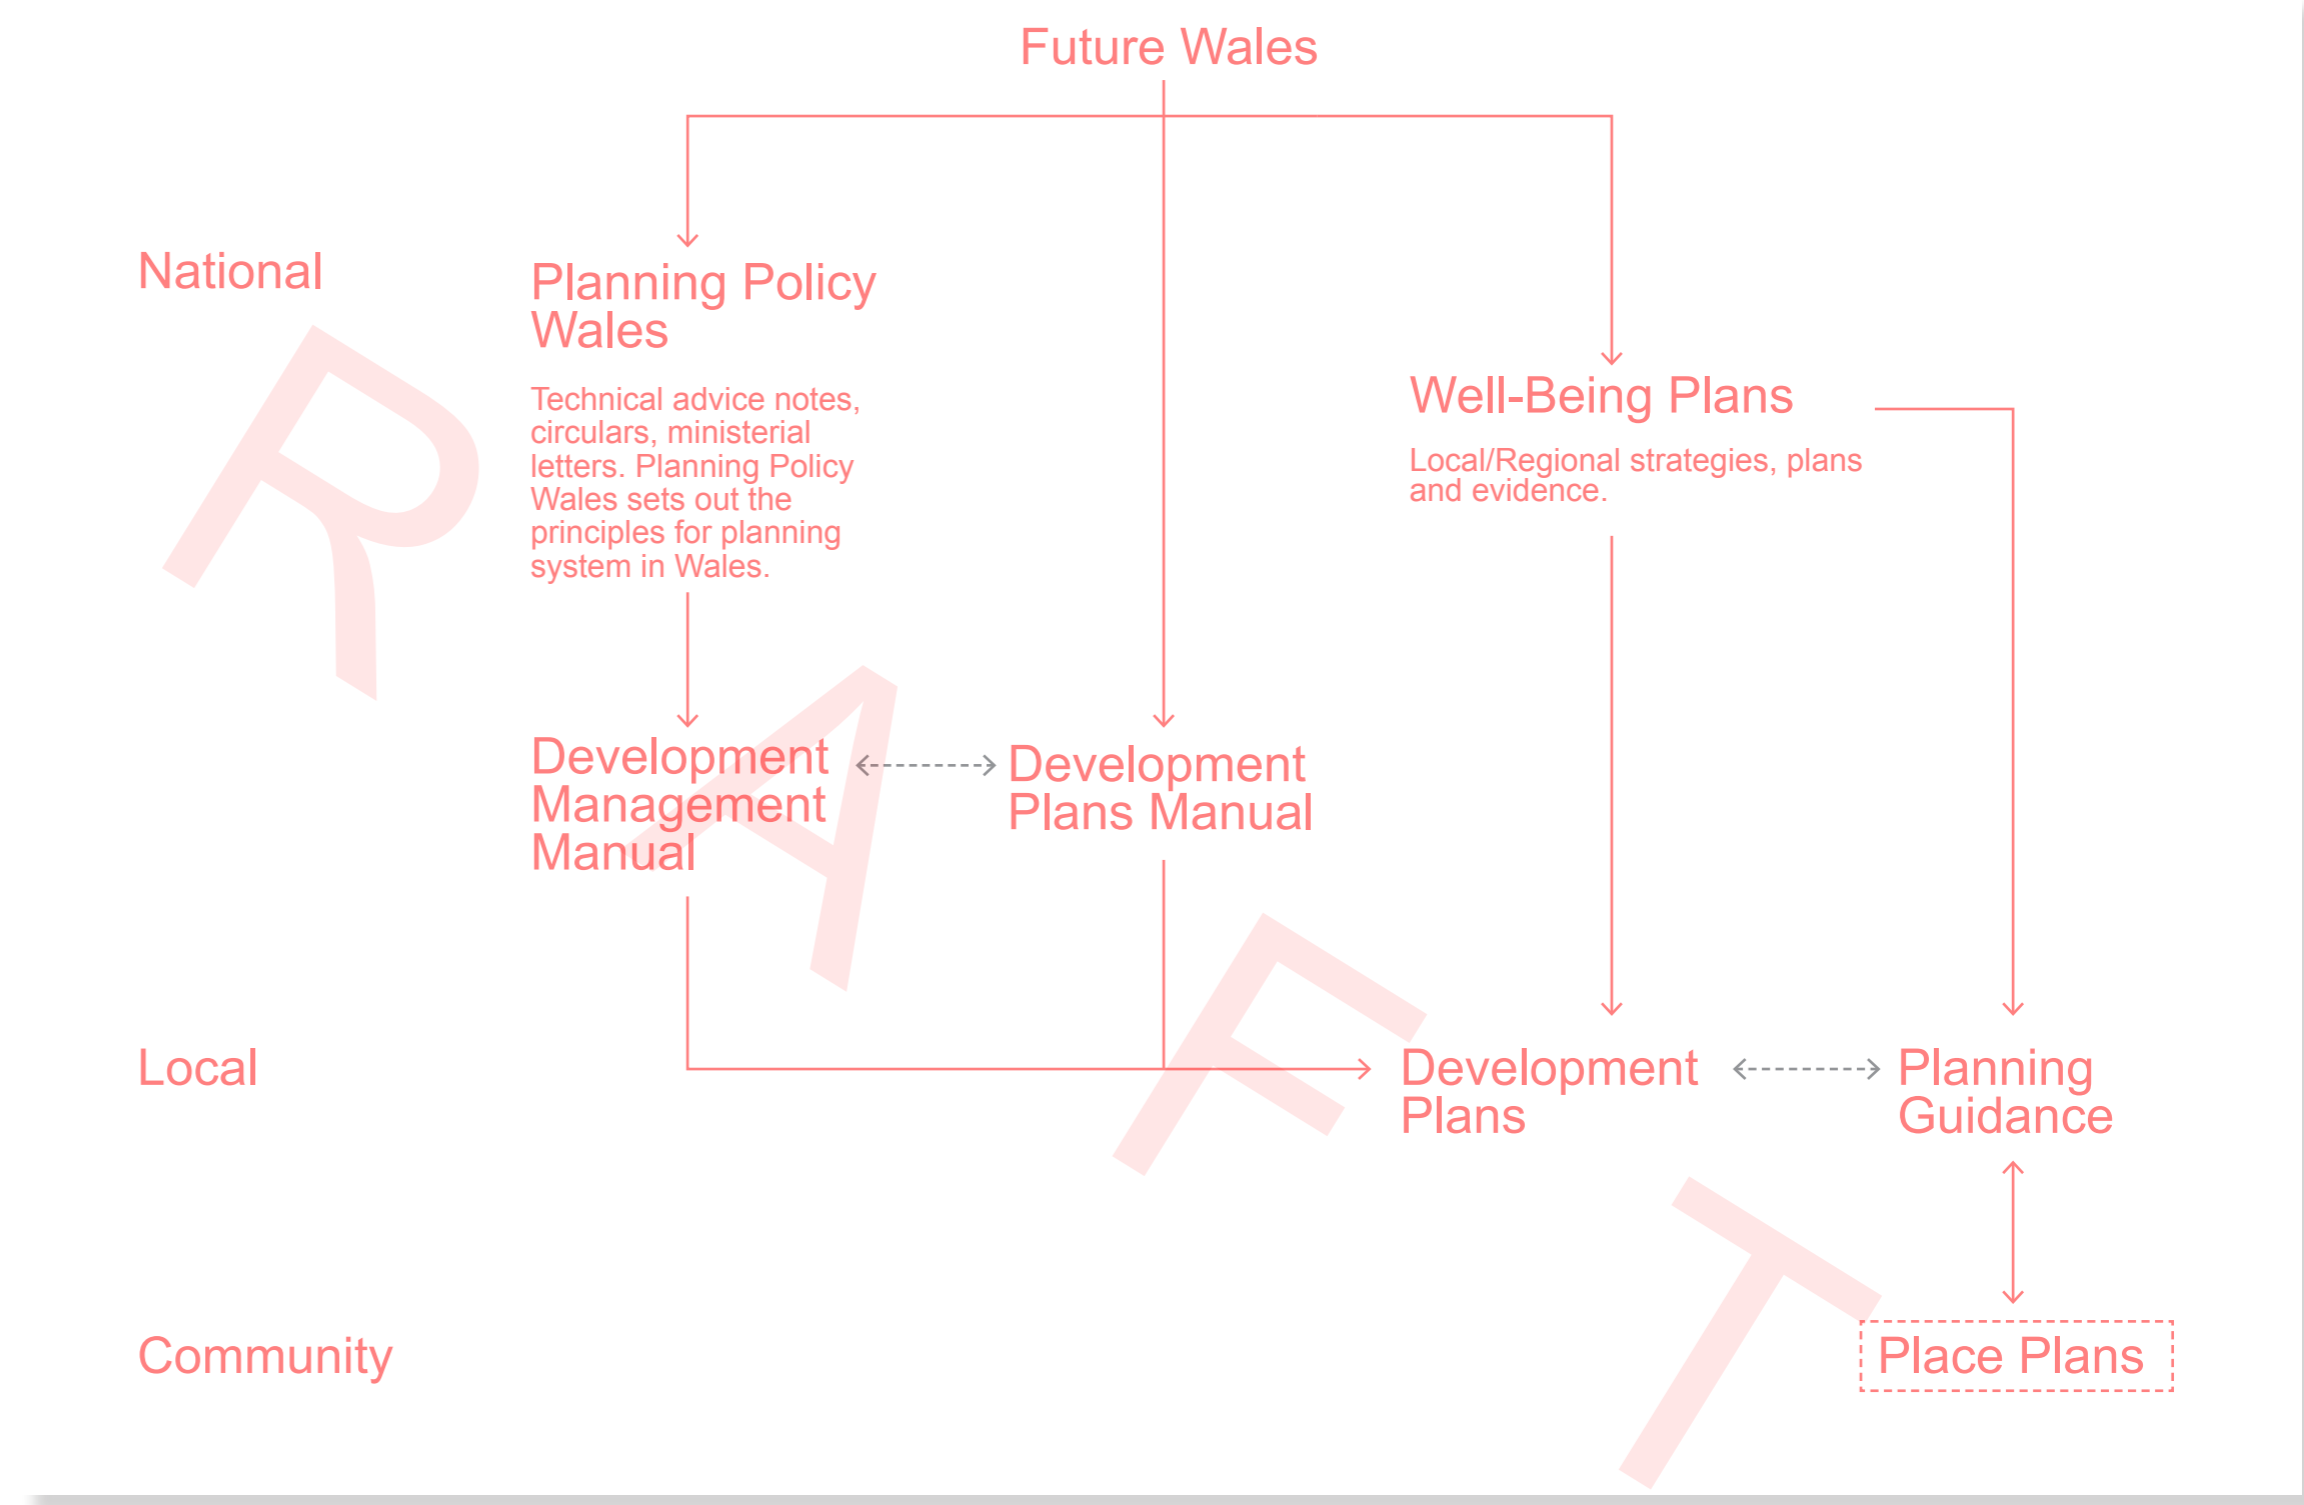 Future Wales
National
Planning Policy
Wales
Technical advice notes,
circulars, ministerial
letters. Planning Policy
Wales sets out the
principles for planning
system in Wales.
Well-Being Plans
Local/Regional strategies, plans
and evidence.
Development
Management
Manual
Development
Plans Manual
Local
Development
Plans
Planning
Guidance
Community
Place Plans
RAFT